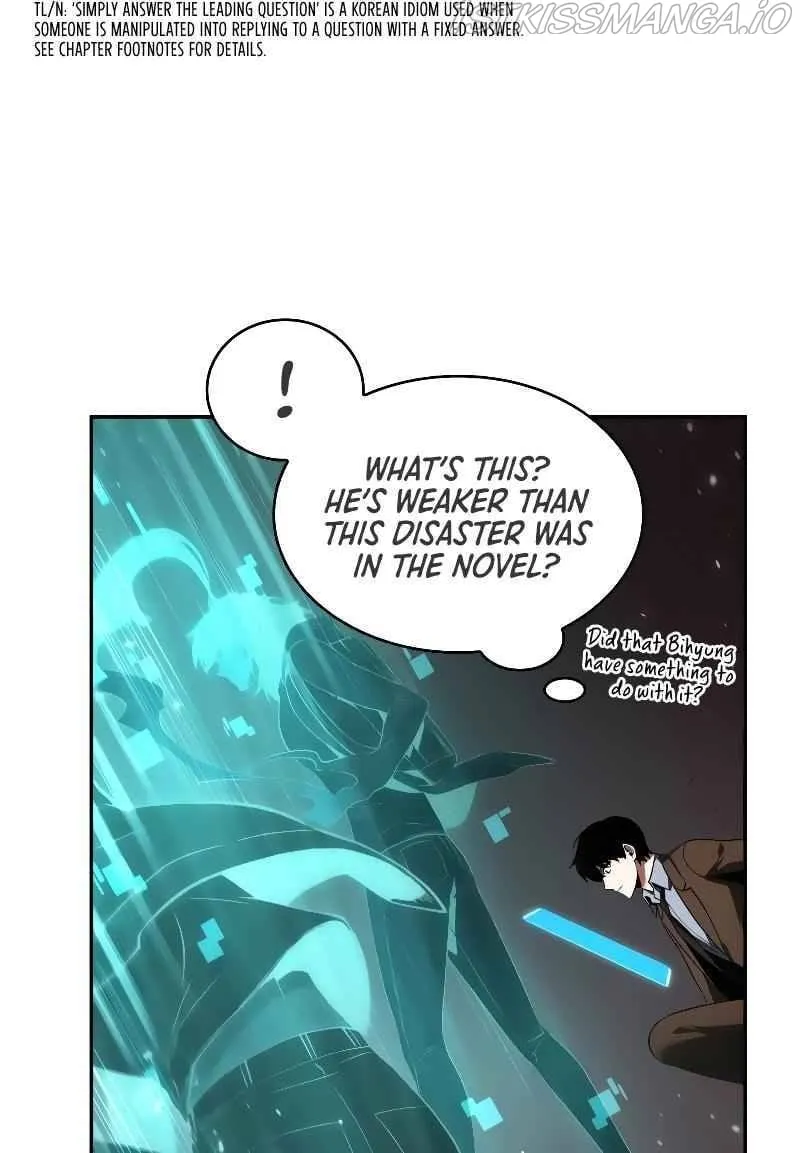 TL/N: 'SIMPLY ANSWER THE LEADING QUESTION' IS A KOREAN IDIOM USED WHEN
SOMEONE IS MANIPULATED INTO REPLYING TO A QUESTION WITH A FIXED ANSWER.
SEE CHAPTER FOOTNOTES FOR DETAILS.
1STKISSMANGA.iO
!
WHAT'S THIS?
HE'S WEAKER THAN
THIS DISASTER WAS
IN THE NOVEL?
Did that Bihyung
have something to
do with it?